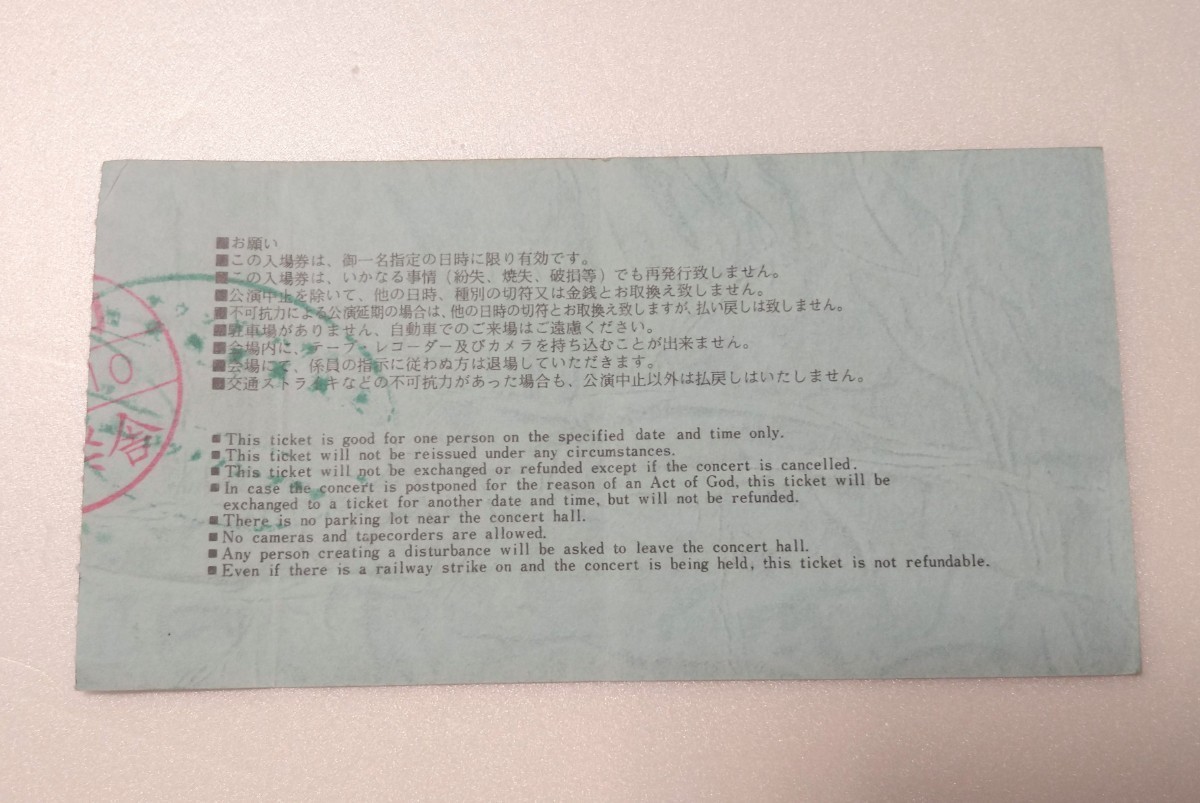 ■お願い
■この入場券は、御一名指定の日時に限り有効です。
■この入場券は、いかなる事情(紛失、焼失、破損等)でも再発行致しません。
■公演中止を除いて、他の日時、種別の切符又は金銭とお取換え致しません。
■不可抗力による公演延期の場合は、他の日時の切符とお取換え致しますが、払い戻しは致しません。
■駐車場がありません、自動車でのご来場はご遠慮ください。
■会場内に、テープ・レコーダー及びカメラを持ち込むことが出来ません。
■会場にて、係員の指示に従わぬ方は退場していただきます。
■交通ストライキなどの不可抗力があった場合も、公演中止以外は払戻しはいたしません。
■This ticket is good for one person on the specified date and time only.
■This ticket will not be reissued under any circumstances.
■This ticket will not be exchanged or refunded except if the concert is cancelled.
■In case the concert is postponed for the reason of an Act of God, this ticket will be
exchanged to a ticket for another date and time, but will not be refunded.
■There is no parking lot near the concert hall.
■No cameras and tapecorders are allowed.
■Any person creating a disturbance will be asked to leave the concert hall.
■Even if there is a railway strike on and the concert is being held, this ticket is not refundable.